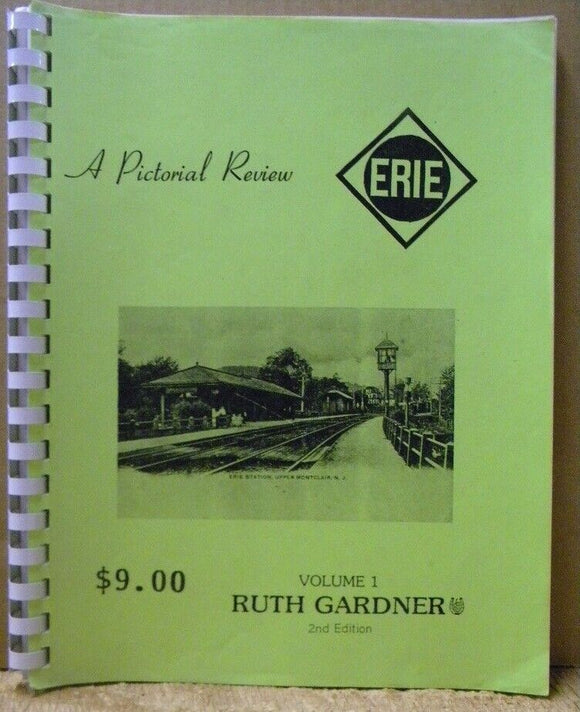 A Pictorial Review
ERIE
ERIE STATION, UPPER MONTCLAIR, N. J.
$9.00
VOLUME 1
RUTH GARDNER
2nd Edition